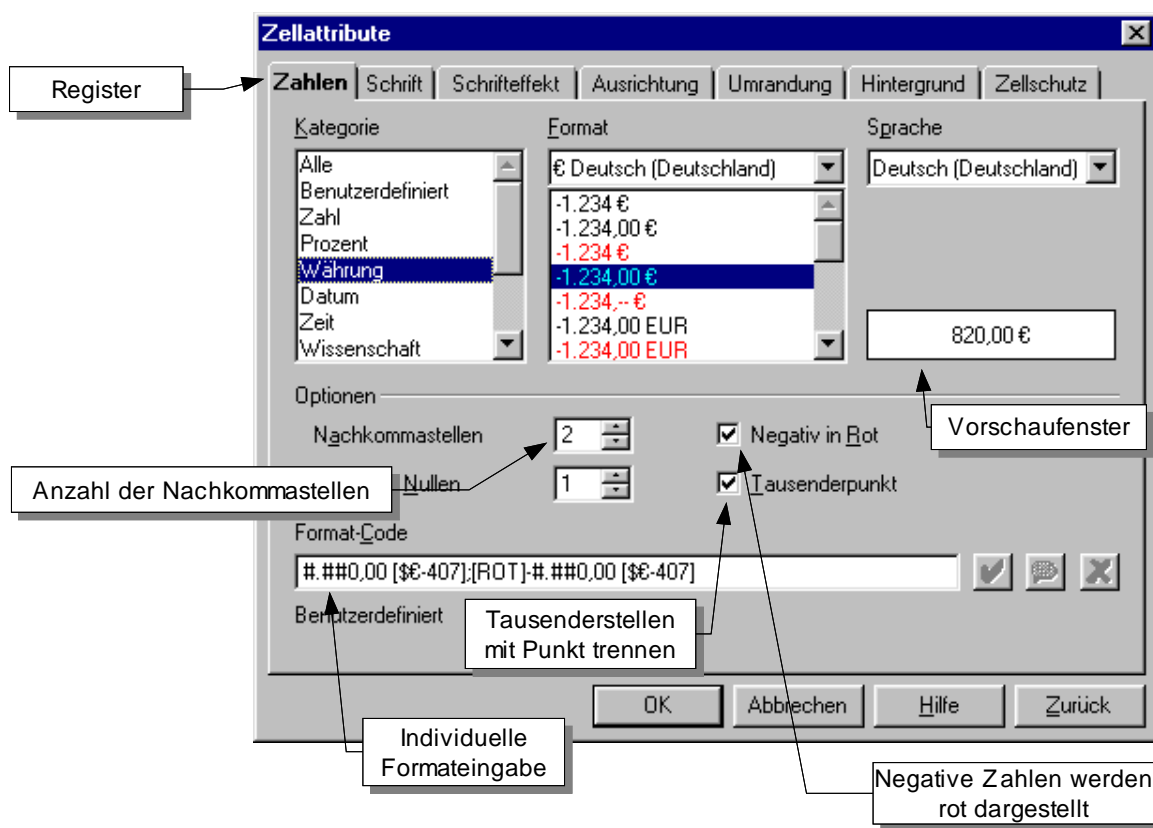 Zellattribute
Register
Zahlen Schrift Schrifteffekt Ausrichtung Umrandung Hintergrund Zellschutz
Kategorie Format Sprache
Alle
Benutzerdefiniert
Zahl
Prozent
Währung
Datum
Zeit
Wissenschaft
€ Deutsch (Deutschland)
-1.234 €
-1.234,00 €
-1.234 €
-1.234,00 €
-1.234,-- €
-1.234,00 EUR
-1.234,00 EUR
Deutsch (Deutschland)
820,00 €
Vorschaufenster
Optionen
Nachkommastellen 2 Negativ in Rot
Anzahl der Nachkommastellen
Nullen 1 Tausenderpunkt
Format-Code
#.##0,00 [$€-407];[ROT]-#.##0,00 [$€-407]
Benutzerdefiniert
Tausenderstellen
mit Punkt trennen
OK Abbrechen Hilfe Zurück
Individuelle
Formateingabe
Negative Zahlen werden
rot dargestellt